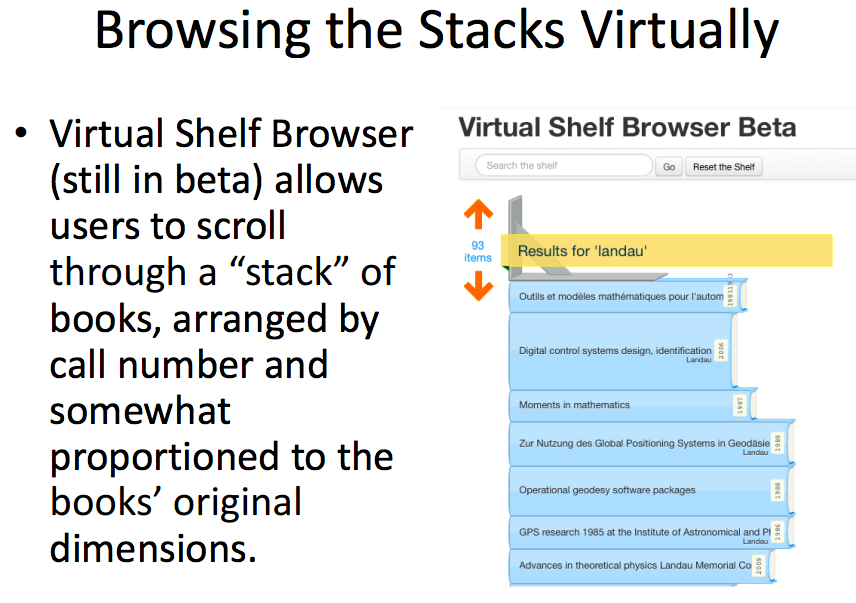 Browsing the Stacks Virtually
• Virtual Shelf Browser
(still in beta) allows
users to scroll
through a “stack” of
books, arranged by
call number and
somewhat
proportioned to the
books’ original
dimensions.
Virtual Shelf Browser Beta
Search the shelf
Go
Reset the Shelf
93
items
Results for 'landau'
Outils et modèles mathématiques pour l'autom
Digital control systems design, identification
Landau
2006
Moments in mathematics
1987
Zur Nutzung des Global Positioning Systems in Geodäsie
Landau
1988
Operational geodesy software packages
1988
GPS research 1985 at the Institute of Astronomical and Ph
Landau
1986
Advances in theoretical physics Landau Memorial Co
2009